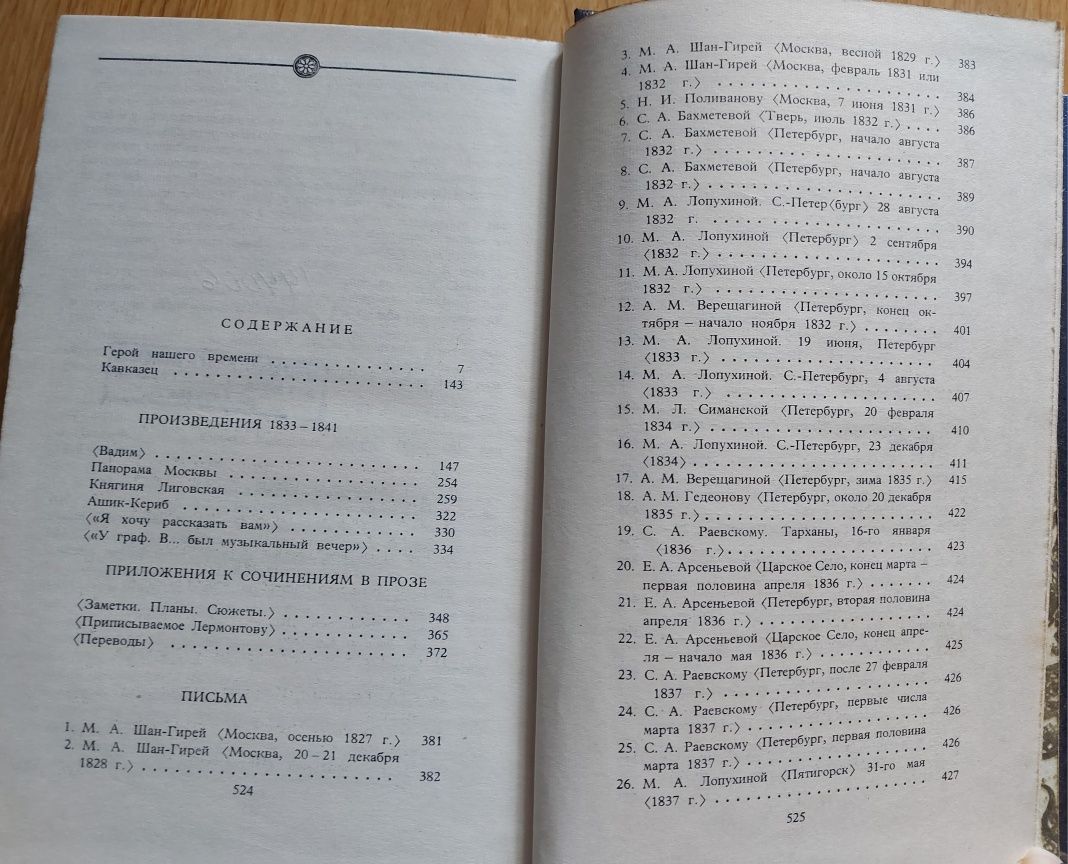 СОДЕРЖАНИЕ
Герой нашего времени . . . . . . . . . . . . . . 7
Кавказец . . . . . . . . . . . . . . . . . . . . . 143
ПРОИЗВЕДЕНИЯ 1833 – 1841
〈Вадим〉 . . . . . . . . . . . . . . . . . . . . . . 147
Панорама Москвы . . . . . . . . . . . . . . . . . 254
Княгиня Лиговская . . . . . . . . . . . . . . . . 259
Ашик-Кериб . . . . . . . . . . . . . . . . . . . . 322
〈«Я хочу рассказать вам»〉 . . . . . . . . . . . . 330
〈«У граф. В... был музыкальный вечер»〉 . . . . 334
ПРИЛОЖЕНИЯ К СОЧИНЕНИЯМ В ПРОЗЕ
〈Заметки. Планы. Сюжеты.〉 . . . . . . . . . . . . 348
〈Приписываемое Лермонтову〉 . . . . . . . . . . . 365
〈Переводы〉 . . . . . . . . . . . . . . . . . . . . 372
ПИСЬМА
1. М. А. Шан-Гирей 〈Москва, осенью 1827 г.〉 381
2. М. А. Шан-Гирей 〈Москва, 20 – 21 декабря
1828 г.〉 . . . . . . . . . . . . . . . . . . . . 382
524
3. М. А. Шан-Гирей 〈Москва, весной 1829 г.〉 383
4. М. А. Шан-Гирей 〈Москва, февраль 1831 или
1832 г.〉 . . . . . . . . . . . . . . . . . . . 384
5. Н. И. Поливанову 〈Москва, 7 июня 1831 г.〉 386
6. С. А. Бахметевой 〈Тверь, июль 1832 г.〉 . . . . 386
7. С. А. Бахметевой 〈Петербург, начало августа
1832 г.〉 . . . . . . . . . . . . . . . . . . . 387
8. С. А. Бахметевой 〈Петербург, начало августа
1832 г.〉 . . . . . . . . . . . . . . . . . . . 389
9. М. А. Лопухиной. С.-Петер〈бург〉 28 августа
1832 г. . . . . . . . . . . . . . . . . . . . 390
10. М. А. Лопухиной 〈Петербург〉 2 сентября
〈1832 г.〉 . . . . . . . . . . . . . . . . . . 394
11. М. А. Лопухиной 〈Петербург, около 15 октября
1832 г.〉 . . . . . . . . . . . . . . . . . . . 397
12. А. М. Верещагиной 〈Петербург, конец ок-
тября – начало ноября 1832 г.〉 . . . . . . . . 401
13. М. А. Лопухиной. 19 июня, Петербург
〈1833 г.〉 . . . . . . . . . . . . . . . . . . 404
14. М. А. Лопухиной. С.-Петербург, 4 августа
〈1833 г.〉 . . . . . . . . . . . . . . . . . . 407
15. М. Л. Симанской 〈Петербург, 20 февраля
1834 г.〉 . . . . . . . . . . . . . . . . . . . 410
16. М. А. Лопухиной. С.-Петербург, 23 декабря
〈1834〉 . . . . . . . . . . . . . . . . . . . . 411
17. А. М. Верещагиной 〈Петербург, зима 1835 г.〉 415
18. А. М. Гедеонову 〈Петербург, около 20 декабря
1835 г.〉 . . . . . . . . . . . . . . . . . . . 422
19. С. А. Раевскому. Тарханы, 16-го января
〈1836 г.〉 . . . . . . . . . . . . . . . . . . 423
20. Е. А. Арсеньевой 〈Царское Село, конец марта –
первая половина апреля 1836 г.〉 . . . . . . . 424
21. Е. А. Арсеньевой 〈Петербург, вторая половина
апреля 1836 г.〉 . . . . . . . . . . . . . . . 424
22. Е. А. Арсеньевой 〈Царское Село, конец апре-
ля – начало мая 1836 г.〉 . . . . . . . . . . . 425
23. С. А. Раевскому 〈Петербург, после 27 февраля
1837 г.〉 . . . . . . . . . . . . . . . . . . . 426
24. С. А. Раевскому 〈Петербург, первые числа
марта 1837 г.〉 . . . . . . . . . . . . . . . . 426
25. С. А. Раевскому 〈Петербург, первая половина
марта 1837 г.〉 . . . . . . . . . . . . . . . . 426
26. М. А. Лопухиной 〈Пятигорск〉 31-го мая
〈1837 г.〉 . . . . . . . . . . . . . . . . . . 427
525